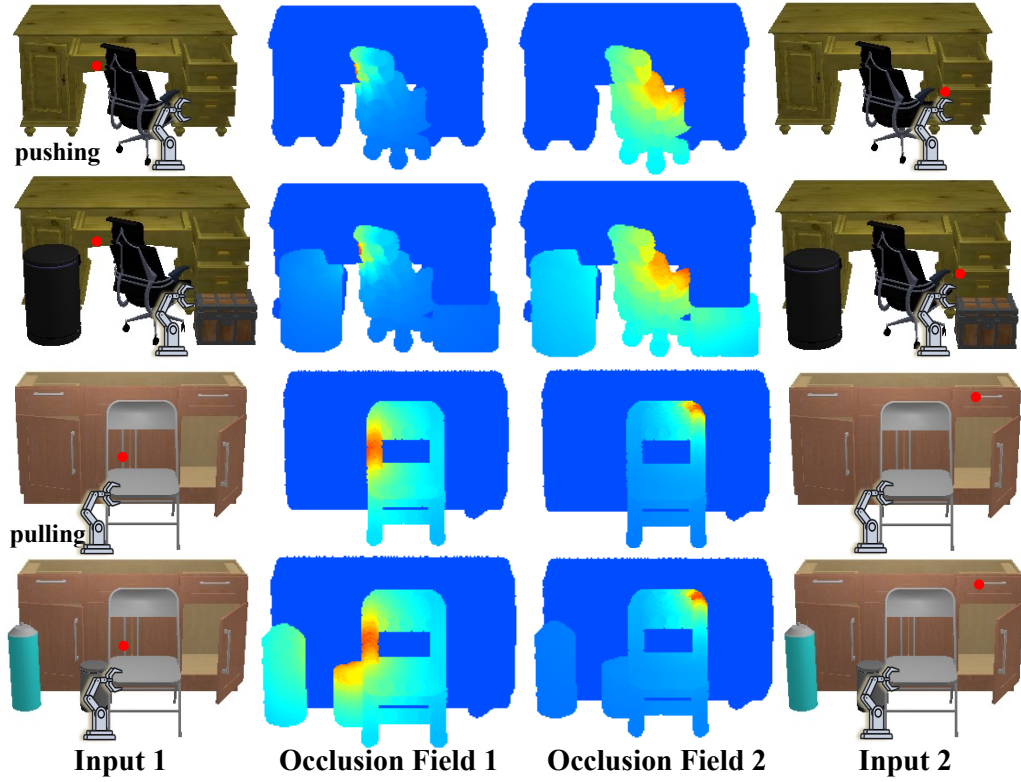 pushing
pulling
Input 1
Occlusion Field 1
Occlusion Field 2
Input 2